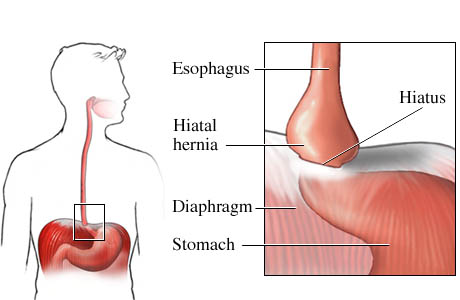 Esophagus
Hiatus
Hiatal
hernia
Diaphragm
Stomach